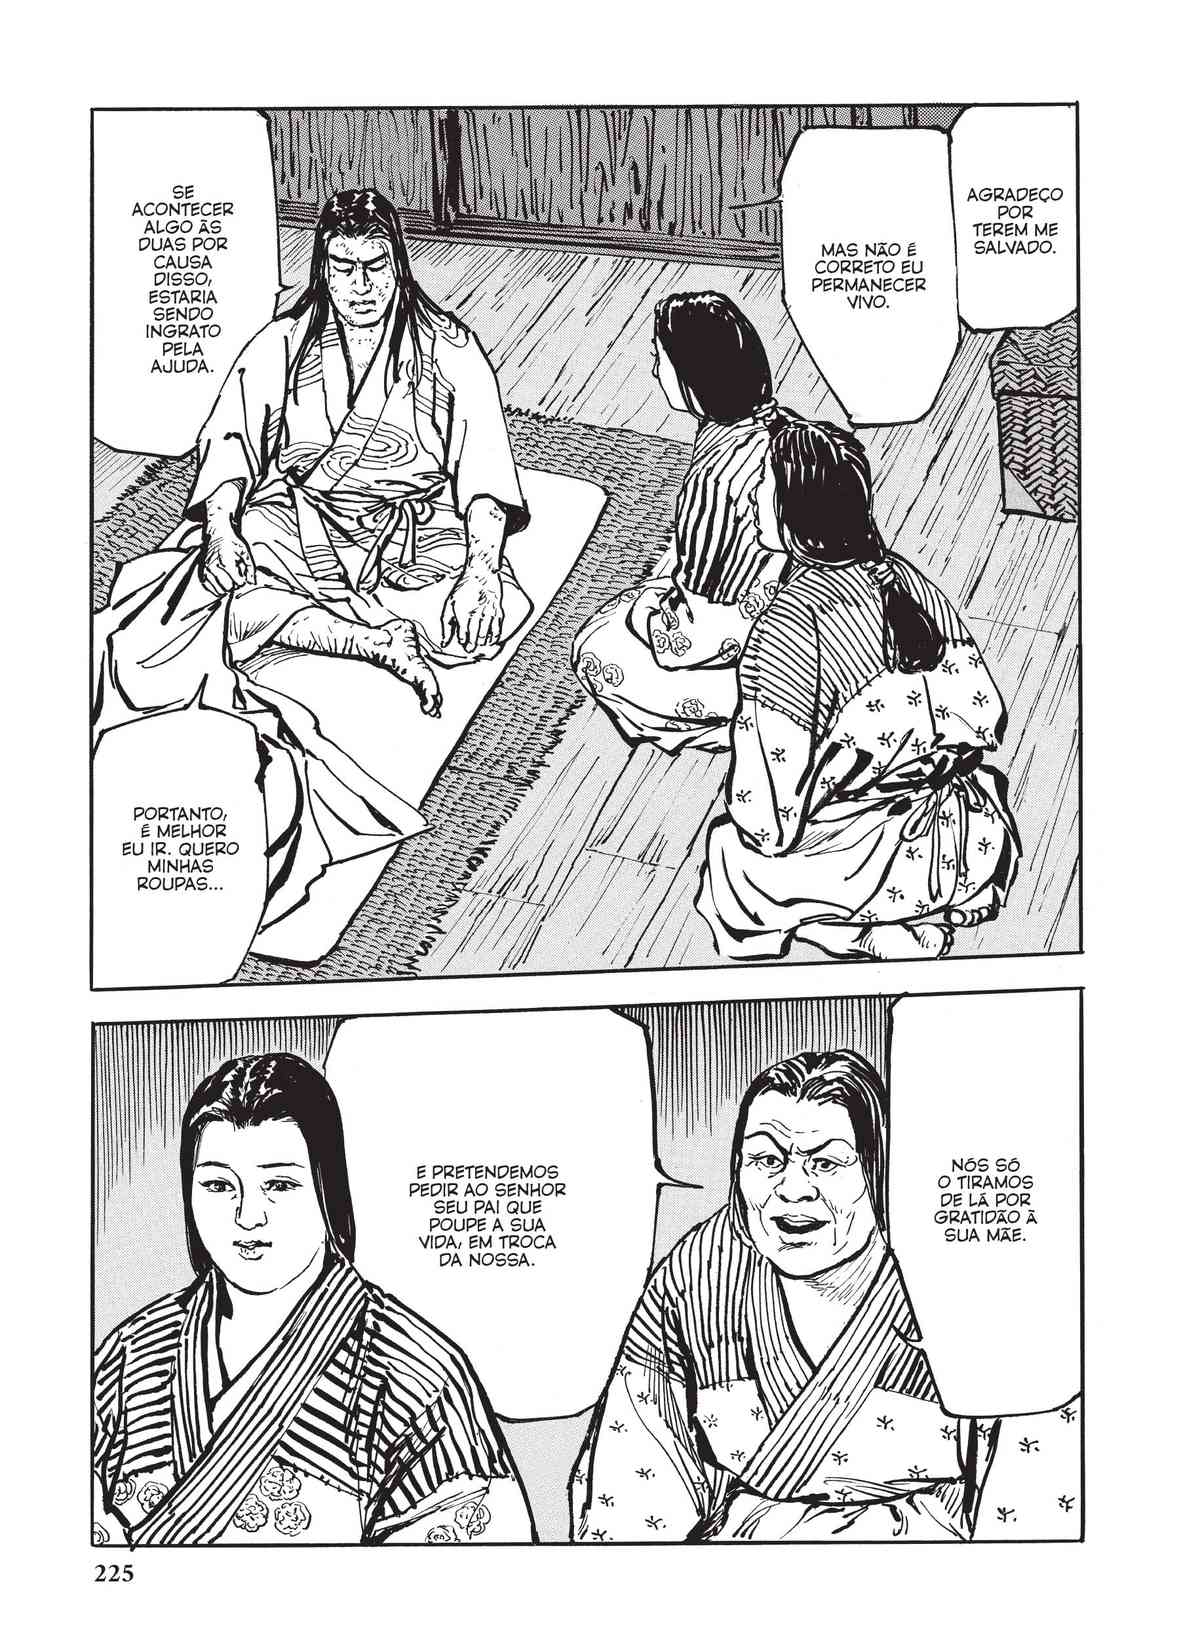 AGRADEÇO
POR
TEREM ME
SALVADO.
MAS NÃO É
CORRETO EU
PERMANECER
VIVO.
SE
ACONTECER
ALGO ÀS
DUAS POR
CAUSA
DISSO,
ESTARIA
SENDO
INGRATO
PELA
AJUDA.
PORTANTO,
É MELHOR
EU IR. QUERO
MINHAS
ROUPAS...
NÓS SÓ
O TIRAMOS
DE LÁ POR
GRATIDÃO À
SUA MÃE.
E PRETENDEMOS
PEDIR AO SENHOR
SEU PAI QUE
POUPE A SUA
VIDA, EM TROCA
DA NOSSA.
225